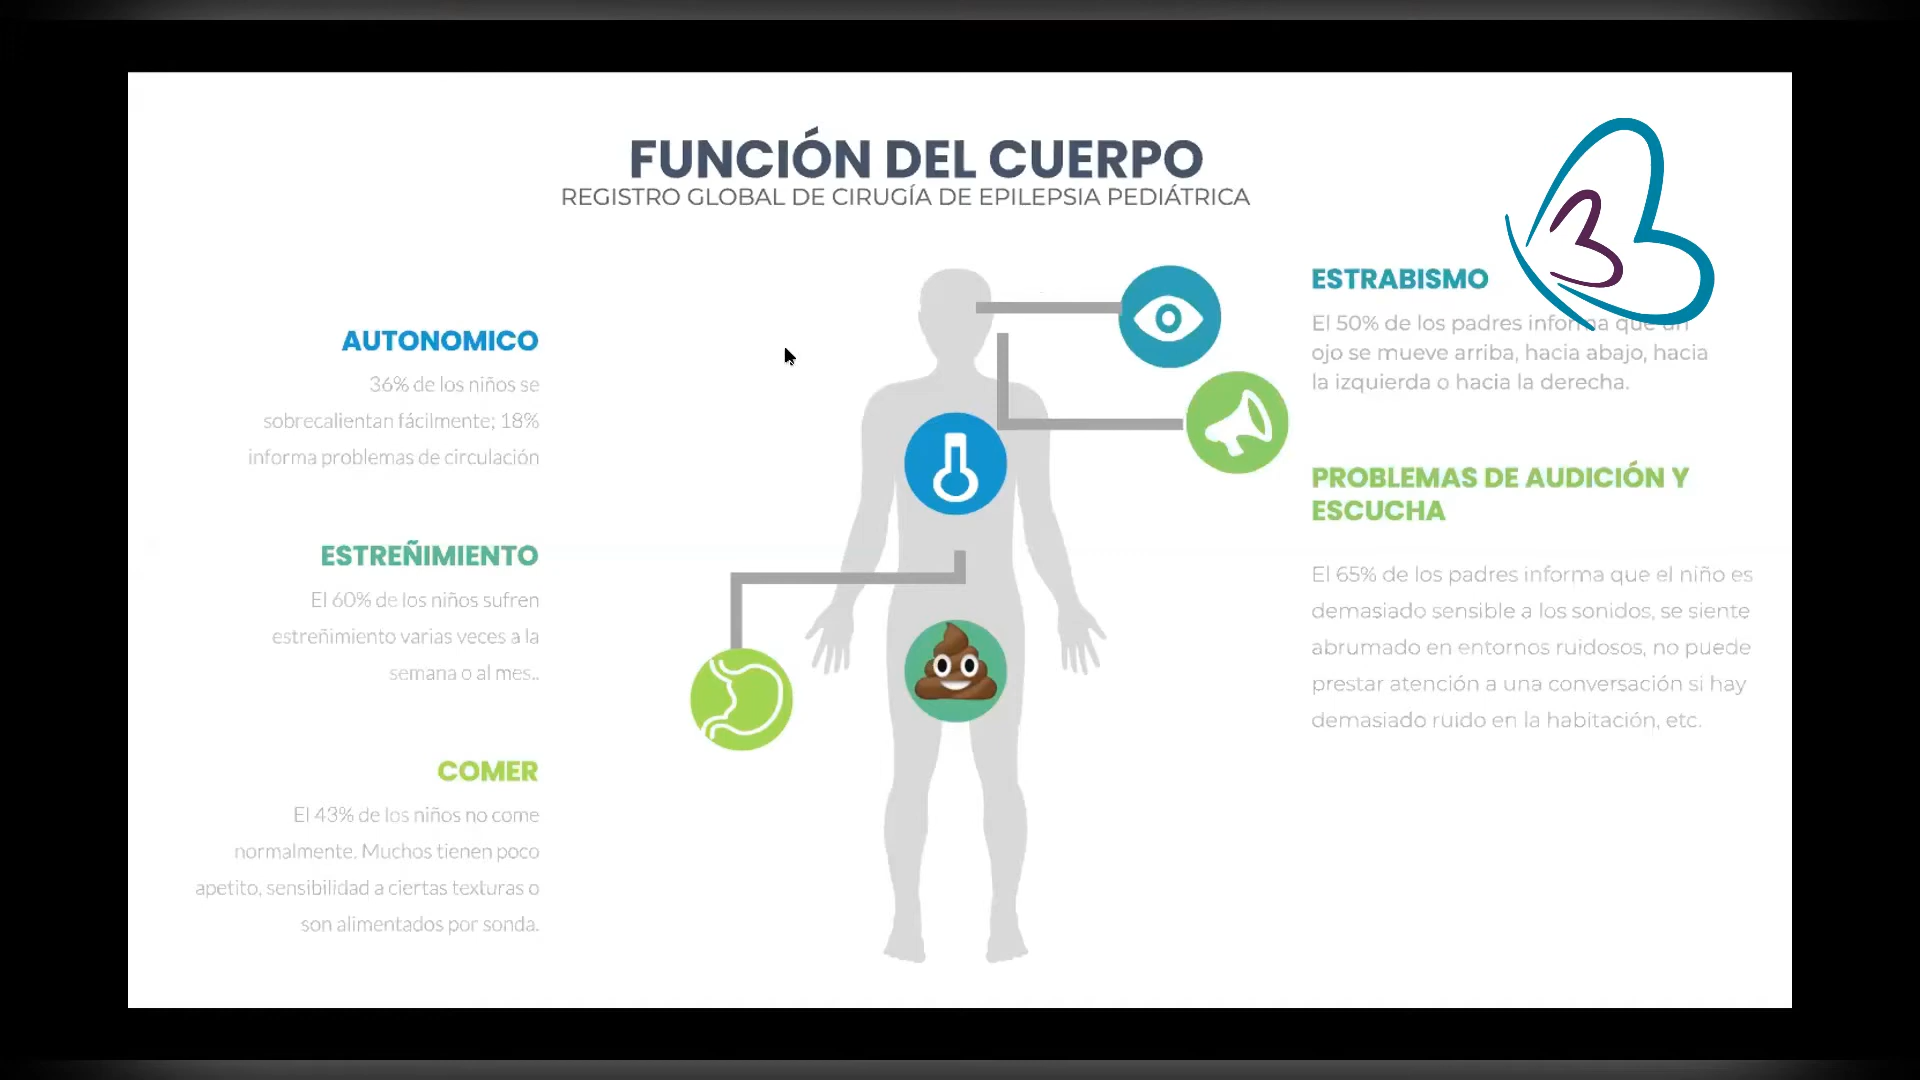 FUNCIÓN DEL CUERPO
REGISTRO GLOBAL DE CIRUGÍA DE EPILEPSIA PEDIÁTRICA
AUTONOMICO
36% de los niños se
sobrecalientan fácilmente; 18%
informa problemas de circulación
ESTREÑIMIENTO
El 60% de los niños sufren
estreñimiento varias veces a la
semana o al mes..
COMER
El 43% de los niños no come
normalmente. Muchos tienen poco
apetito, sensibilidad a ciertas texturas o
son alimentados por sonda.
ESTRABISMO
El 50% de los padres informa que un
ojo se mueve arriba, hacia abajo, hacia
la izquierda o hacia la derecha.
PROBLEMAS DE AUDICIÓN Y
ESCUCHA
El 65% de los padres informa que el niño es
demasiado sensible a los sonidos, se siente
abrumado en entornos ruidosos, no puede
prestar atención a una conversación si hay
demasiado ruido en la habitación, etc.